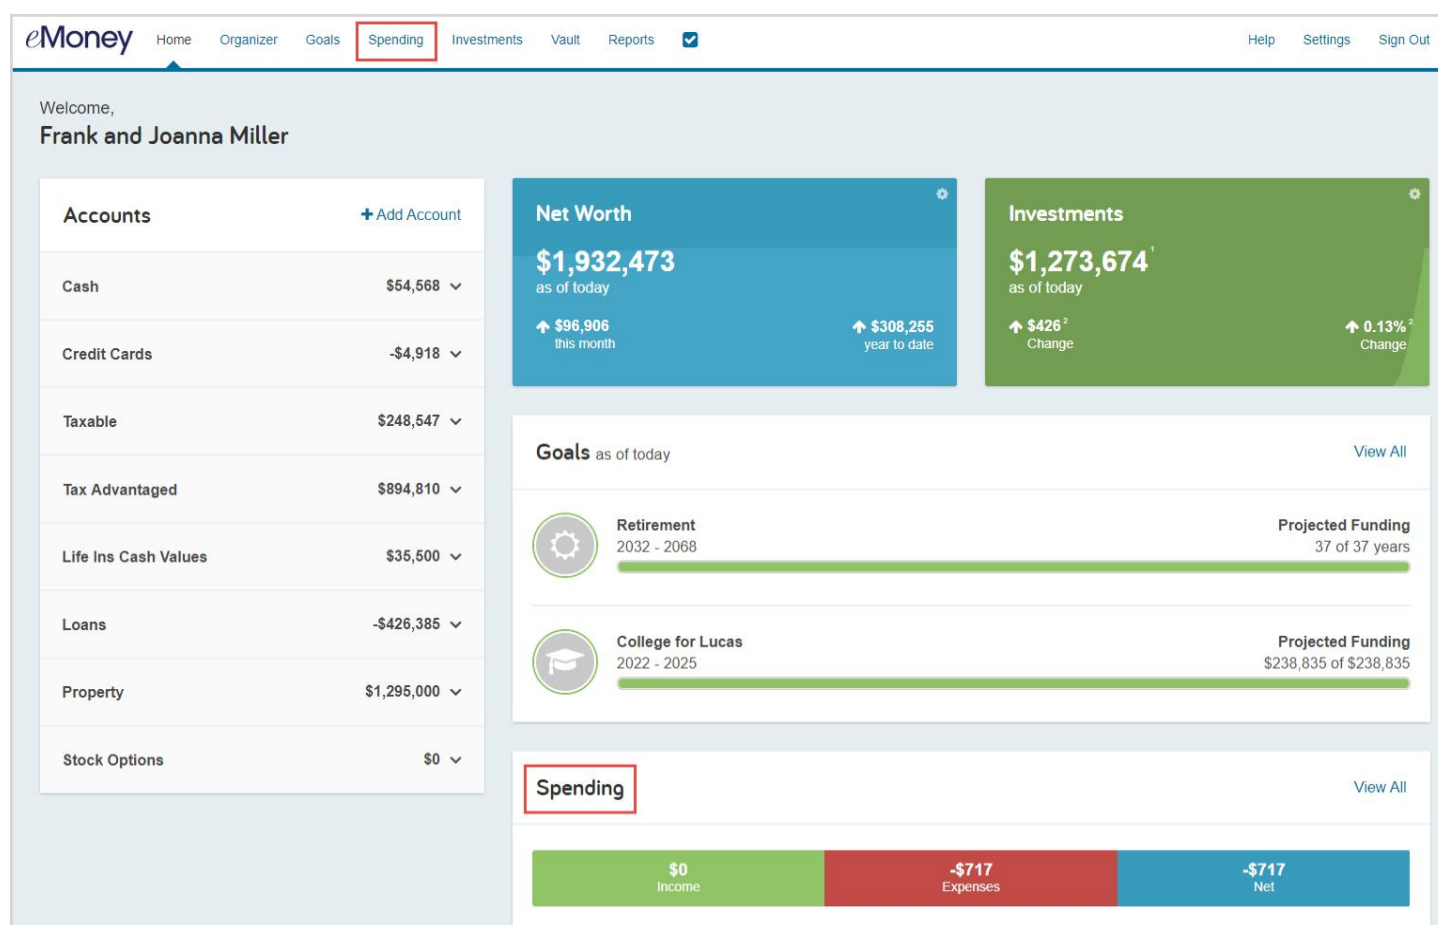 eMoney Home Organizer Goals Spending Investments Vault Reports Help Settings Sign Out
Welcome,
Frank and Joanna Miller
Accounts + Add Account
Cash $54,568
Credit Cards -$4,918
Taxable $248,547
Tax Advantaged $894,810
Life Ins Cash Values $35,500
Loans -$426,385
Property $1,295,000
Stock Options $0
Net Worth
$1,932,473
as of today
$96,906 $308,255
this month year to date
Investments
$1,273,674¹
as of today
$426² 0.13%²
Change Change
Goals as of today View All
Retirement Projected Funding
2032 - 2068 37 of 37 years
College for Lucas Projected Funding
2022 - 2025 $238,835 of $238,835
Spending View All
$0 -$717 -$717
Income Expenses Net